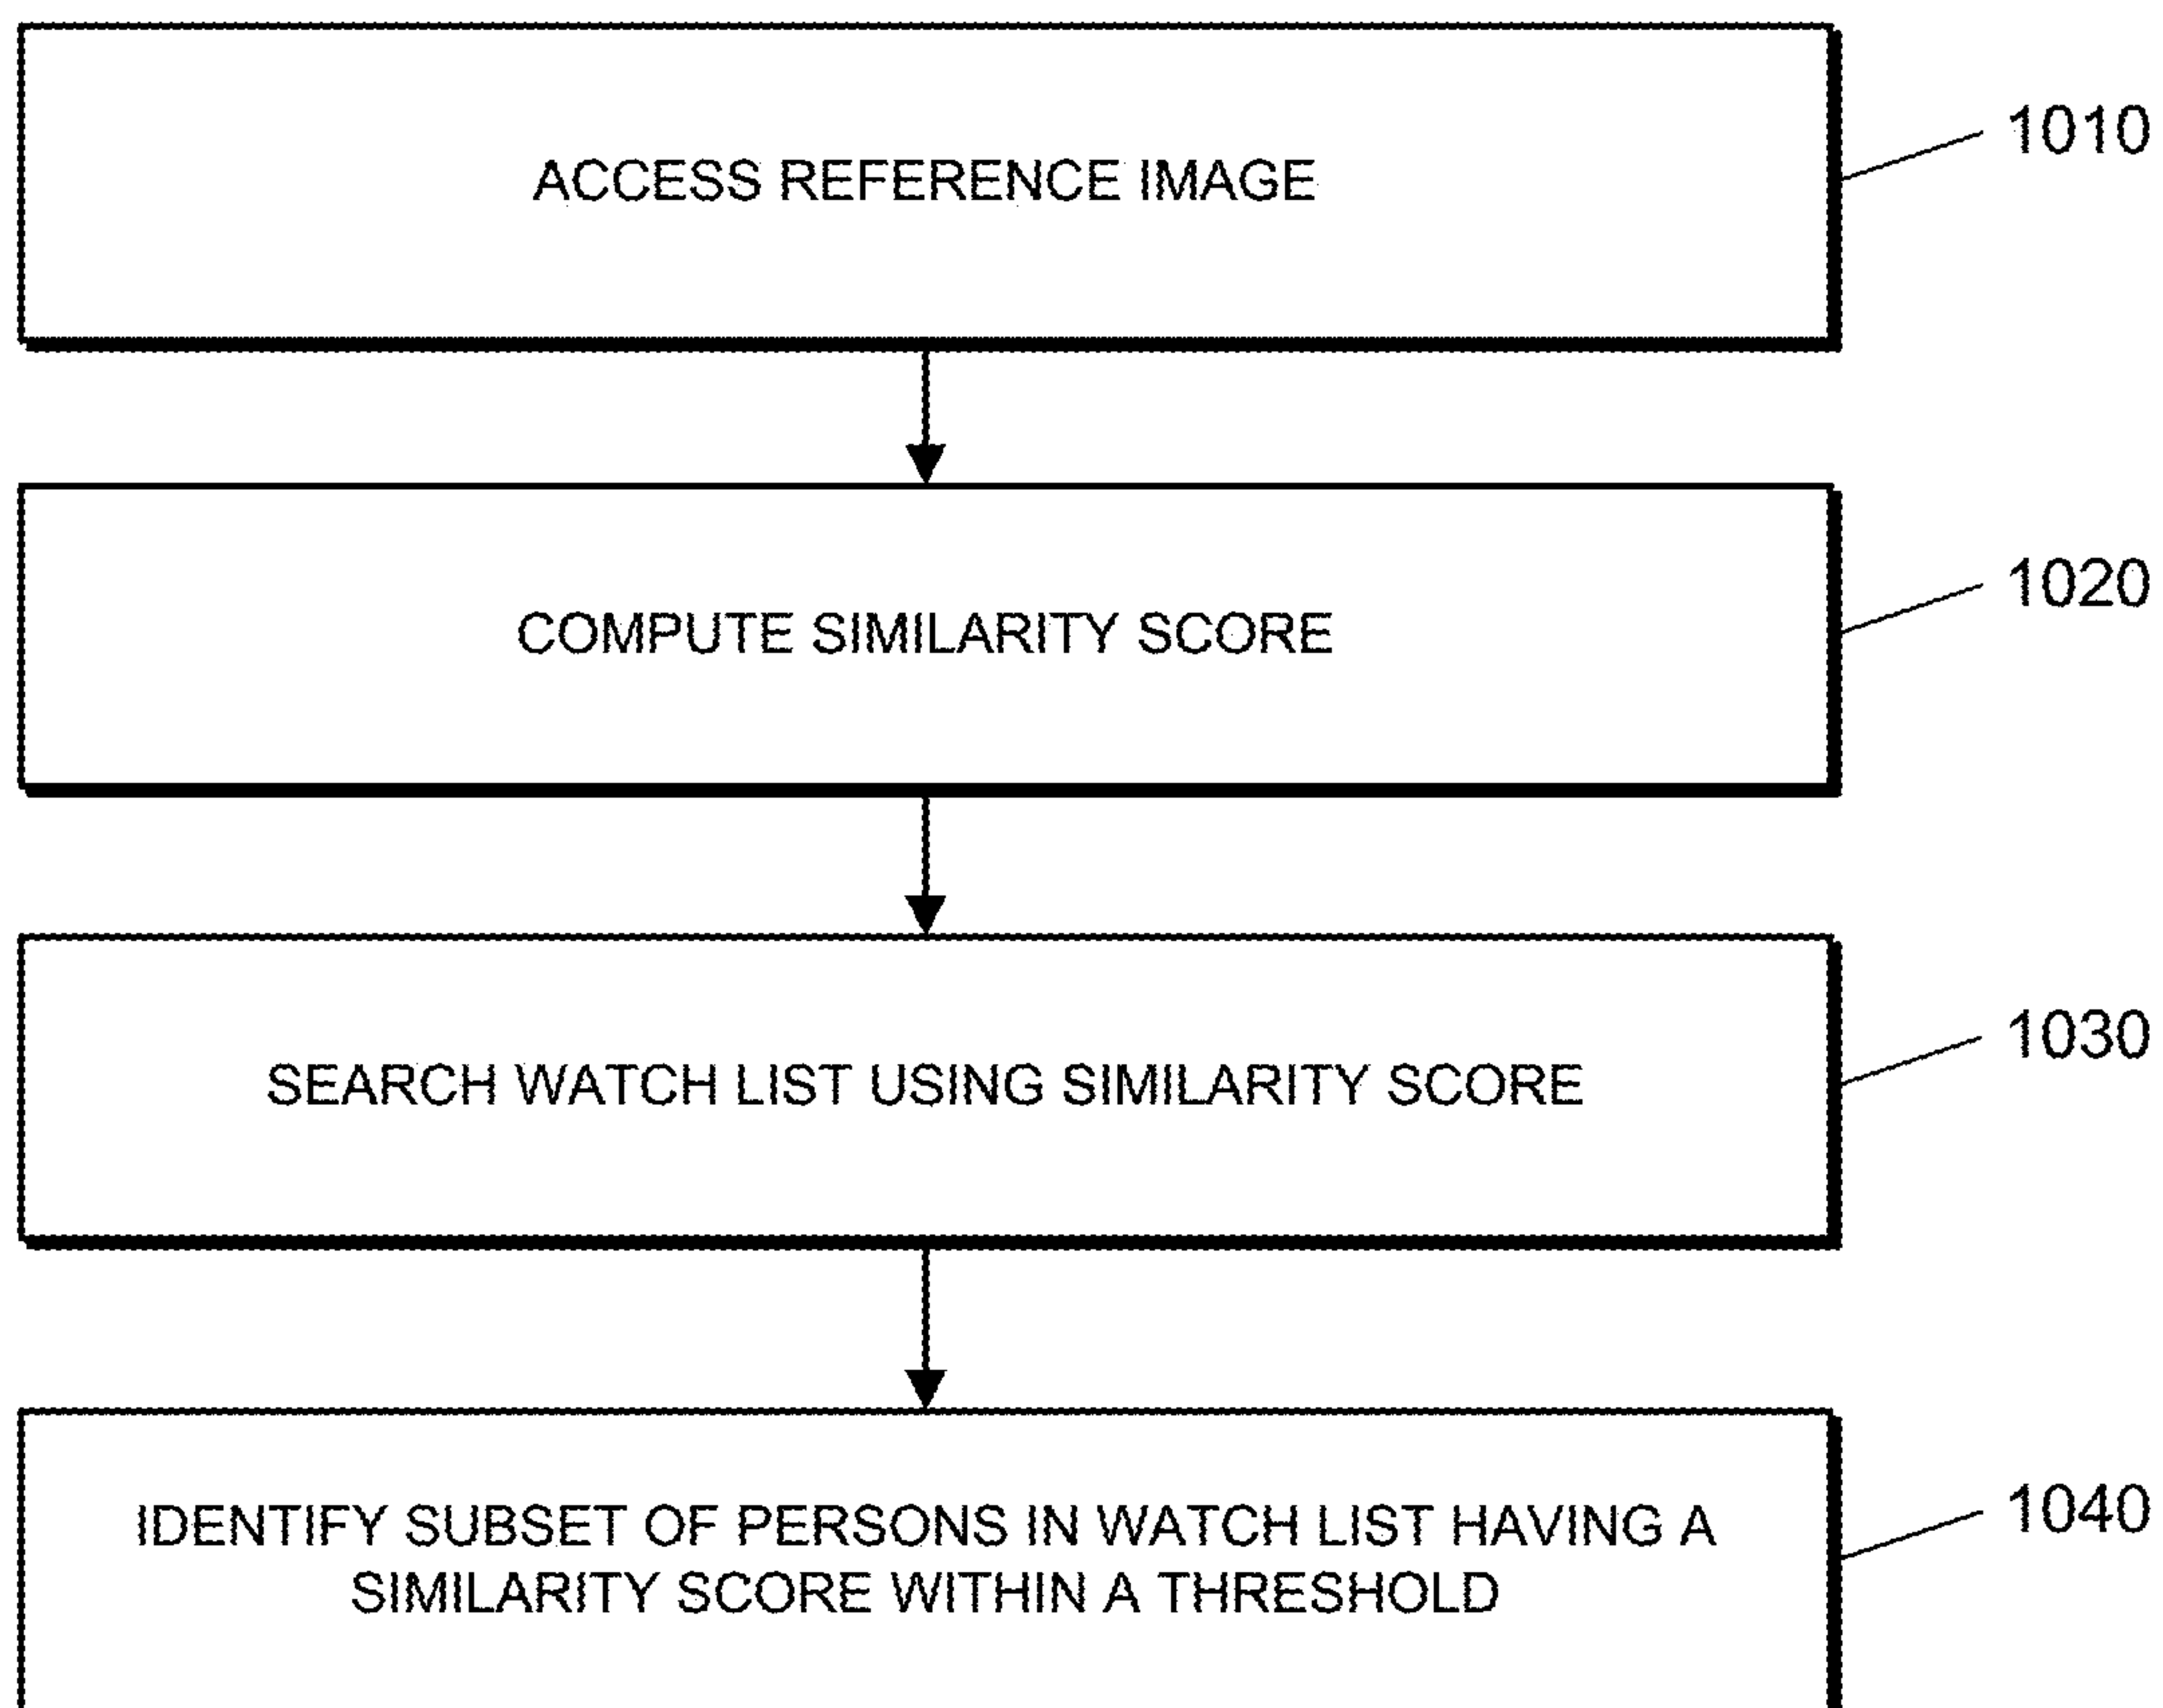 ACCESS REFERENCE IMAGE
1010
COMPUTE SIMILARITY SCORE
1020
SEARCH WATCH LIST USING SIMILARITY SCORE
1030
IDENTIFY SUBSET OF PERSONS IN WATCH LIST HAVING A
SIMILARITY SCORE WITHIN A THRESHOLD
1040